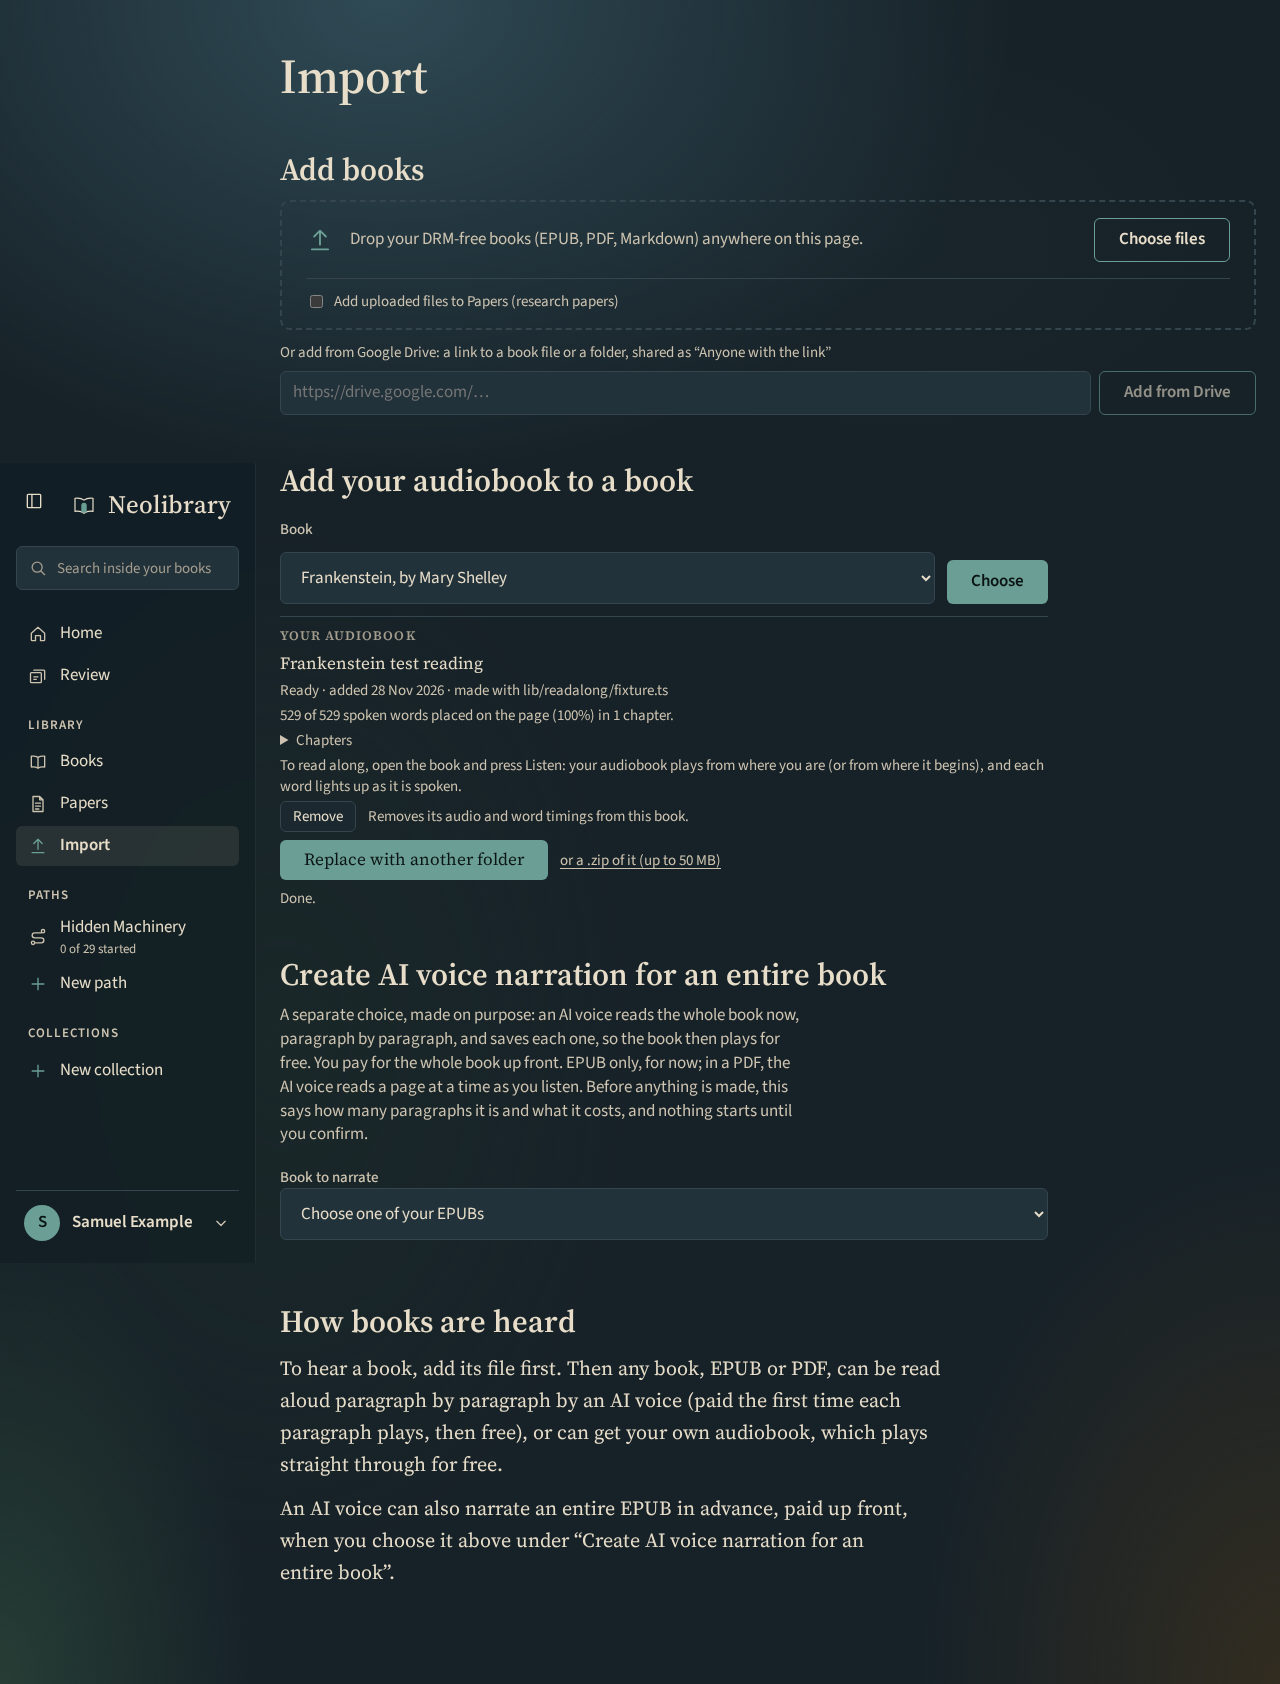 Import
Add books
Drop your DRM-free books (EPUB, PDF, Markdown) anywhere on this page.
Choose files
Add uploaded files to Papers (research papers)
Or add from Google Drive: a link to a book file or a folder, shared as “Anyone with the link”
https://drive.google.com/…
Add from Drive
Neolibrary
Search inside your books
Home
Review
LIBRARY
Books
Papers
Import
PATHS
Hidden Machinery
0 of 29 started
New path
COLLECTIONS
New collection
S
Samuel Example
Add your audiobook to a book
Book
Frankenstein, by Mary Shelley
Choose
YOUR AUDIOBOOK
Frankenstein test reading
Ready · added 28 Nov 2026 · made with lib/readalong/fixture.ts
529 of 529 spoken words placed on the page (100%) in 1 chapter.
Chapters
To read along, open the book and press Listen: your audiobook plays from where you are (or from where it begins), and each
word lights up as it is spoken.
Remove
Removes its audio and word timings from this book.
Replace with another folder
or a .zip of it (up to 50 MB)
Done.
Create AI voice narration for an entire book
A separate choice, made on purpose: an AI voice reads the whole book now,
paragraph by paragraph, and saves each one, so the book then plays for
free. You pay for the whole book up front. EPUB only, for now; in a PDF, the
AI voice reads a page at a time as you listen. Before anything is made, this
says how many paragraphs it is and what it costs, and nothing starts until
you confirm.
Book to narrate
Choose one of your EPUBs
How books are heard
To hear a book, add its file first. Then any book, EPUB or PDF, can be read
aloud paragraph by paragraph by an AI voice (paid the first time each
paragraph plays, then free), or can get your own audiobook, which plays
straight through for free.
An AI voice can also narrate an entire EPUB in advance, paid up front,
when you choose it above under “Create AI voice narration for an
entire book”.